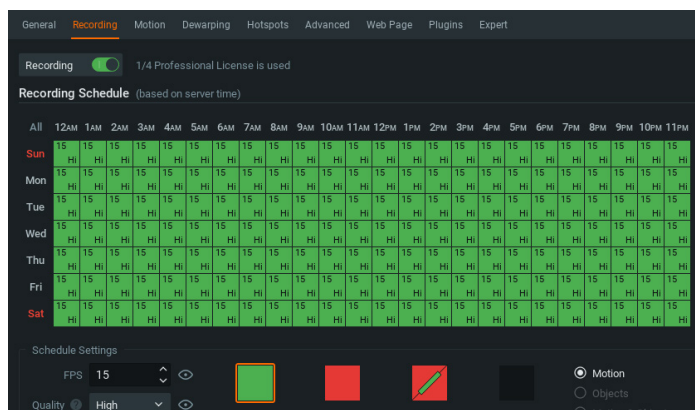 General Recording Motion Dewarping Hotspots Advanced Web Page Plugins Expert
Recording 1/4 Professional License is used
Recording Schedule (based on server time)
All 12AM 1AM 2AM 3AM 4AM 5AM 6AM 7AM 8AM 9AM 10AM 11AM 12PM 1PM 2PM 3PM 4PM 5PM 6PM 7PM 8PM 9PM 10PM 11PM
15 15 15 15 15 15 15 15 15 15 15 15 15 15 15 15 15 15 15 15 15 15 15 15
Sun Hi Hi Hi Hi Hi Hi Hi Hi Hi Hi Hi Hi Hi Hi Hi Hi Hi Hi Hi Hi Hi Hi Hi Hi
15 15 15 15 15 15 15 15 15 15 15 15 15 15 15 15 15 15 15 15 15 15 15 15
Mon Hi Hi Hi Hi Hi Hi Hi Hi Hi Hi Hi Hi Hi Hi Hi Hi Hi Hi Hi Hi Hi Hi Hi Hi
15 15 15 15 15 15 15 15 15 15 15 15 15 15 15 15 15 15 15 15 15 15 15 15
Tue Hi Hi Hi Hi Hi Hi Hi Hi Hi Hi Hi Hi Hi Hi Hi Hi Hi Hi Hi Hi Hi Hi Hi Hi
15 15 15 15 15 15 15 15 15 15 15 15 15 15 15 15 15 15 15 15 15 15 15 15
Wed Hi Hi Hi Hi Hi Hi Hi Hi Hi Hi Hi Hi Hi Hi Hi Hi Hi Hi Hi Hi Hi Hi Hi Hi
15 15 15 15 15 15 15 15 15 15 15 15 15 15 15 15 15 15 15 15 15 15 15 15
Thu Hi Hi Hi Hi Hi Hi Hi Hi Hi Hi Hi Hi Hi Hi Hi Hi Hi Hi Hi Hi Hi Hi Hi Hi
15 15 15 15 15 15 15 15 15 15 15 15 15 15 15 15 15 15 15 15 15 15 15 15
Fri Hi Hi Hi Hi Hi Hi Hi Hi Hi Hi Hi Hi Hi Hi Hi Hi Hi Hi Hi Hi Hi Hi Hi Hi
15 15 15 15 15 15 15 15 15 15 15 15 15 15 15 15 15 15 15 15 15 15 15 15
Sat Hi Hi Hi Hi Hi Hi Hi Hi Hi Hi Hi Hi Hi Hi Hi Hi Hi Hi Hi Hi Hi Hi Hi Hi
Schedule Settings
FPS 15 Motion
Objects
Quality High